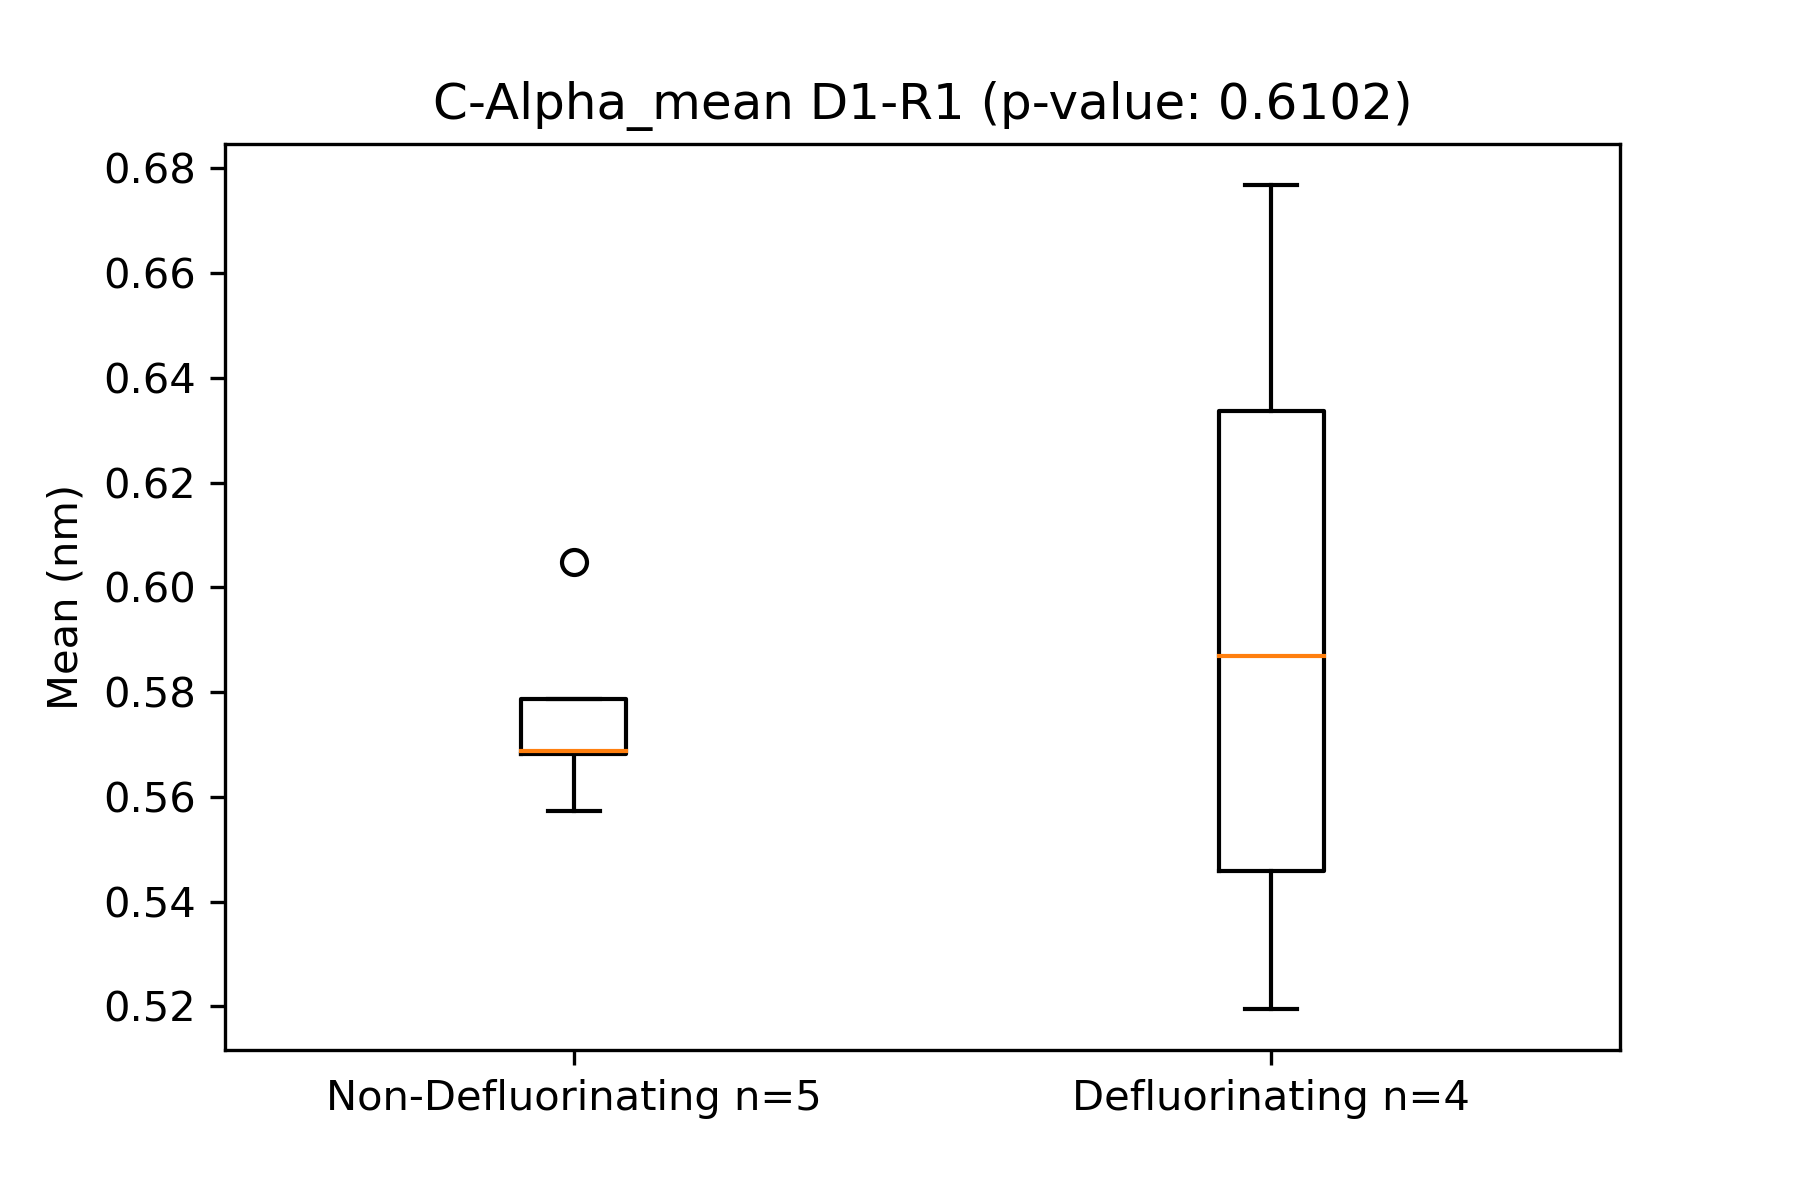 C-Alpha_mean D1-R1 (p-value: 0.6102)
Mean (nm)
0.68
0.66
0.64
0.62
0.60
0.58
0.56
0.54
0.52
Non-Defluorinating n=5
Defluorinating n=4